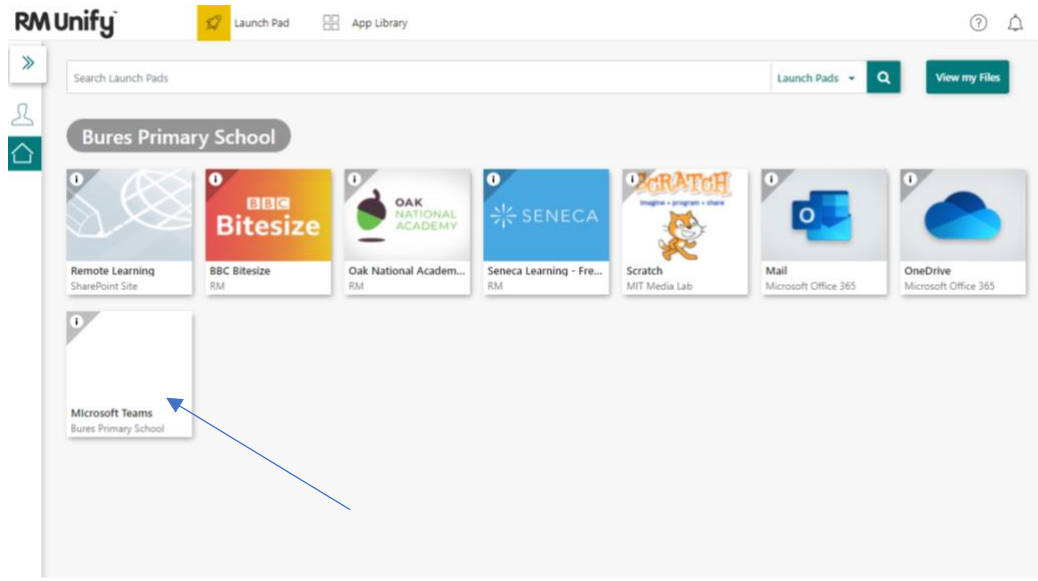 RM Unify
Launch Pad
App Library
Search Launch Pads
Launch Pads
View my Files
Bures Primary School
BBC
Bitesize
OAK
NATIONAL
ACADEMY
SENECA
SCRATCH
imagine • program • share
Remote Learning
SharePoint Site
BBC Bitesize
RM
Oak National Academ...
RM
Seneca Learning - Fre...
RM
Scratch
MIT Media Lab
Mail
Microsoft Office 365
OneDrive
Microsoft Office 365
Microsoft Teams
Bures Primary School